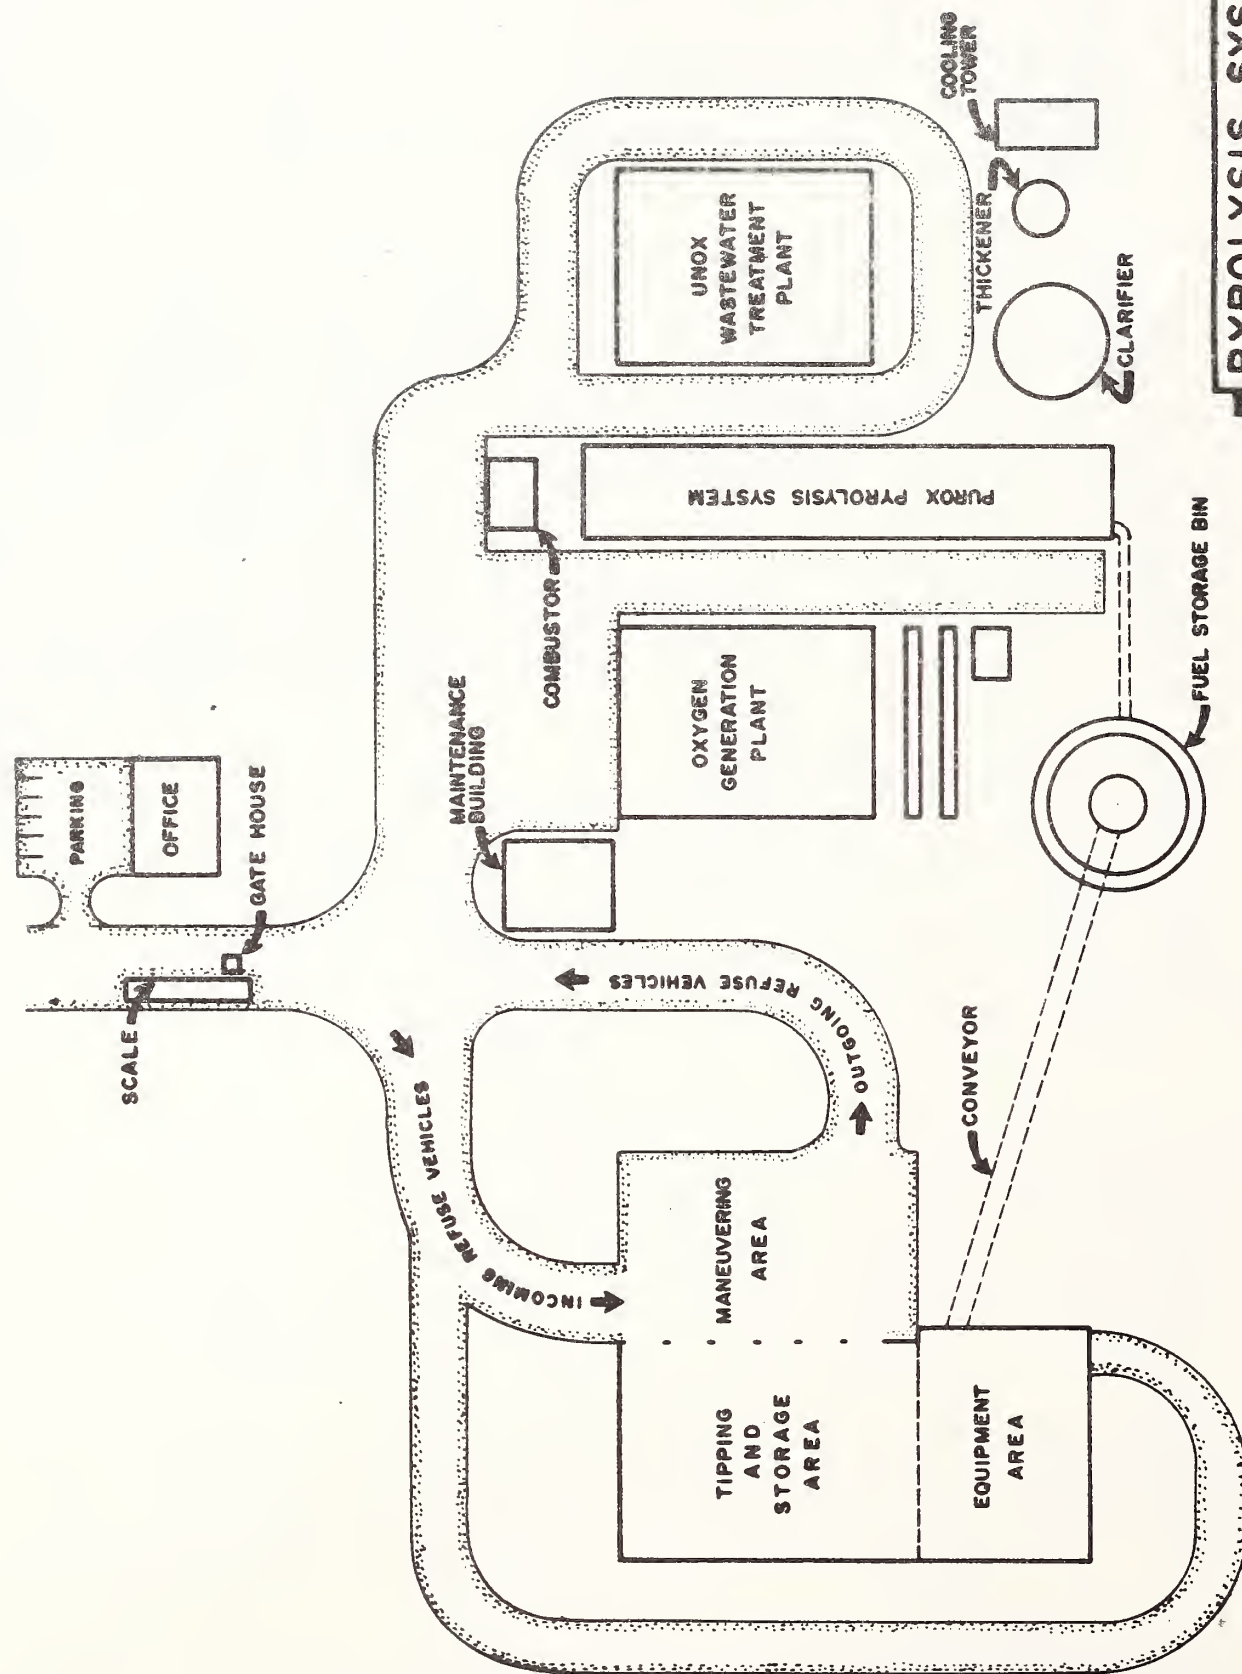 COOLING
TOWER
THICKENER
CLARIFIER
UNOX
WASTEWATER
TREATMENT
PLANT
PUROX PYROLYSIS SYSTEM
COMBUSTOR
FUEL STORAGE BIN
OXYGEN
GENERATION
PLANT
MAINTENANCE
BUILDING
PARKING
OFFICE
GATE HOUSE
SCALE
OUTGOING REFUSE VEHICLES
INCOMING REFUSE VEHICLES
CONVEYOR
MANEUVERING
AREA
TIPPING
AND
STORAGE
AREA
EQUIPMENT
AREA
PYROLYSIS SYS